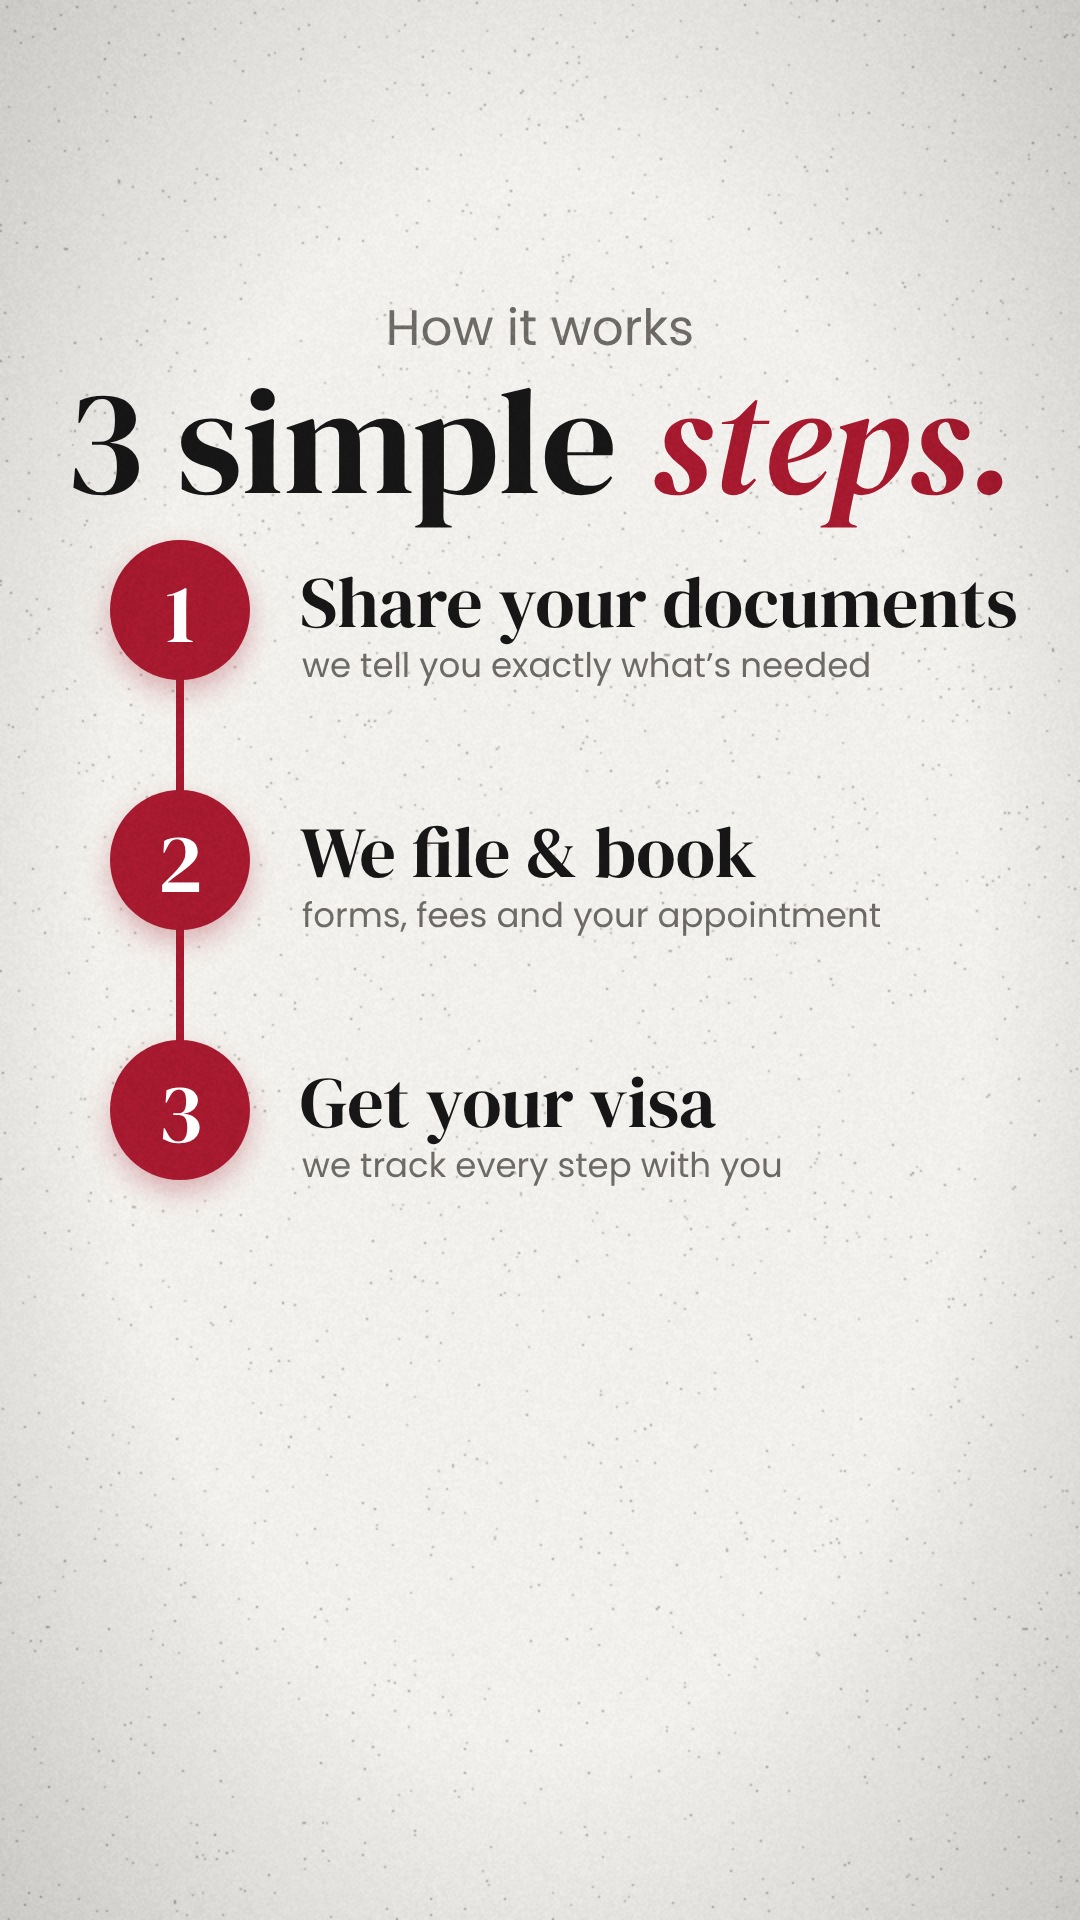 How it works
3 simple steps.
1
Share your documents
we tell you exactly what’s needed
2
We file & book
forms, fees and your appointment
3
Get your visa
we track every step with you